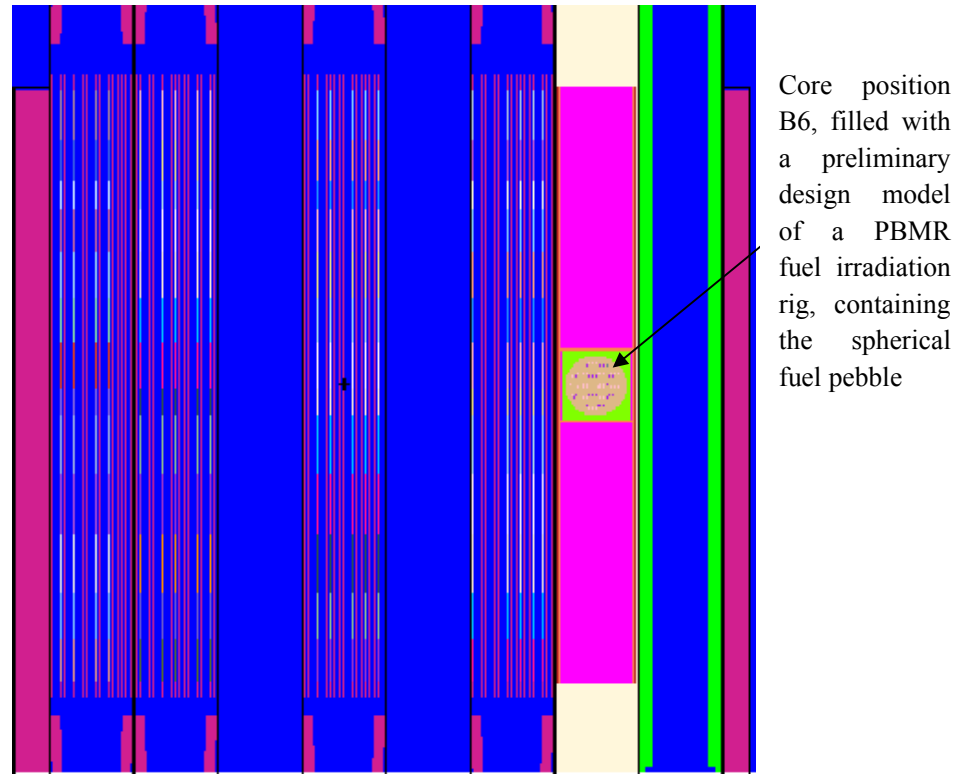 Core position
B6, filled with
a preliminary
design model
of a PBMR
fuel irradiation
rig, containing
the spherical
fuel pebble